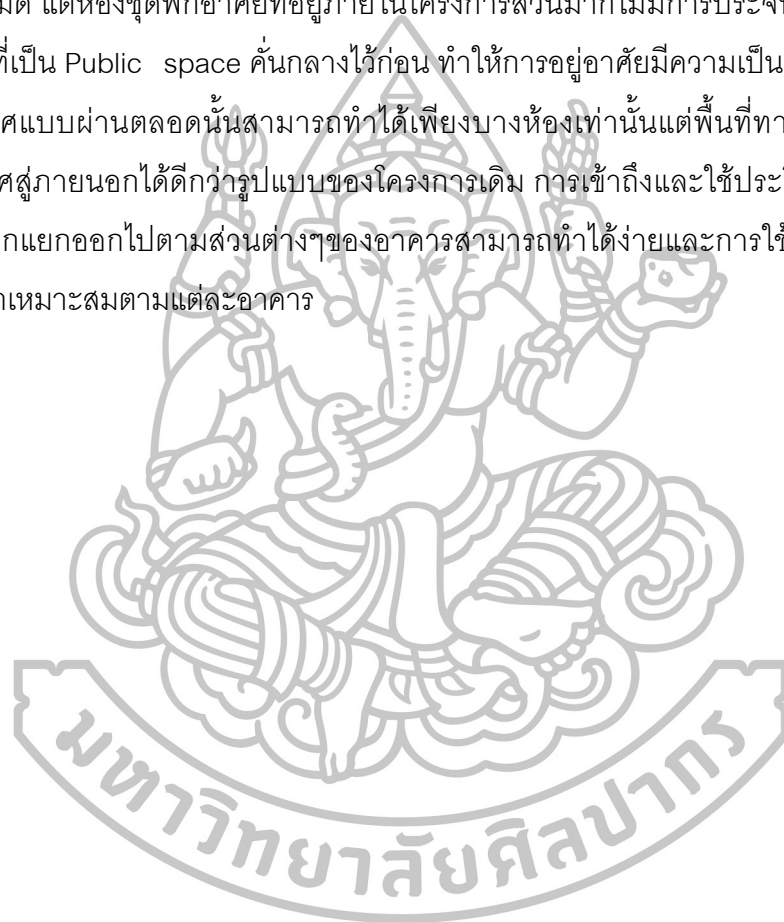 แต่ห้องชุดพักอาศัยที่อยู่ภายในโครงการส่วนมากไม่มีการประจัน
ที่เป็น Public space คั่นกลางไว้ก่อน ทำให้การอยู่อาศัยมีความเป็น
ศแบบผ่านตลอดนั้นสามารถทำได้เพียงบางห้องเท่านั้นแต่พื้นที่ทา
ศสู่ภายนอกได้ดีกว่ารูปแบบของโครงการเดิม การเข้าถึงและใช้ประโ
กแยกออกไปตามส่วนต่างๆของอาคารสามารถทำได้ง่ายและการใช้
าเหมาะสมตามแต่ละอาคาร
มหาวิทยาลัยศิลปากร